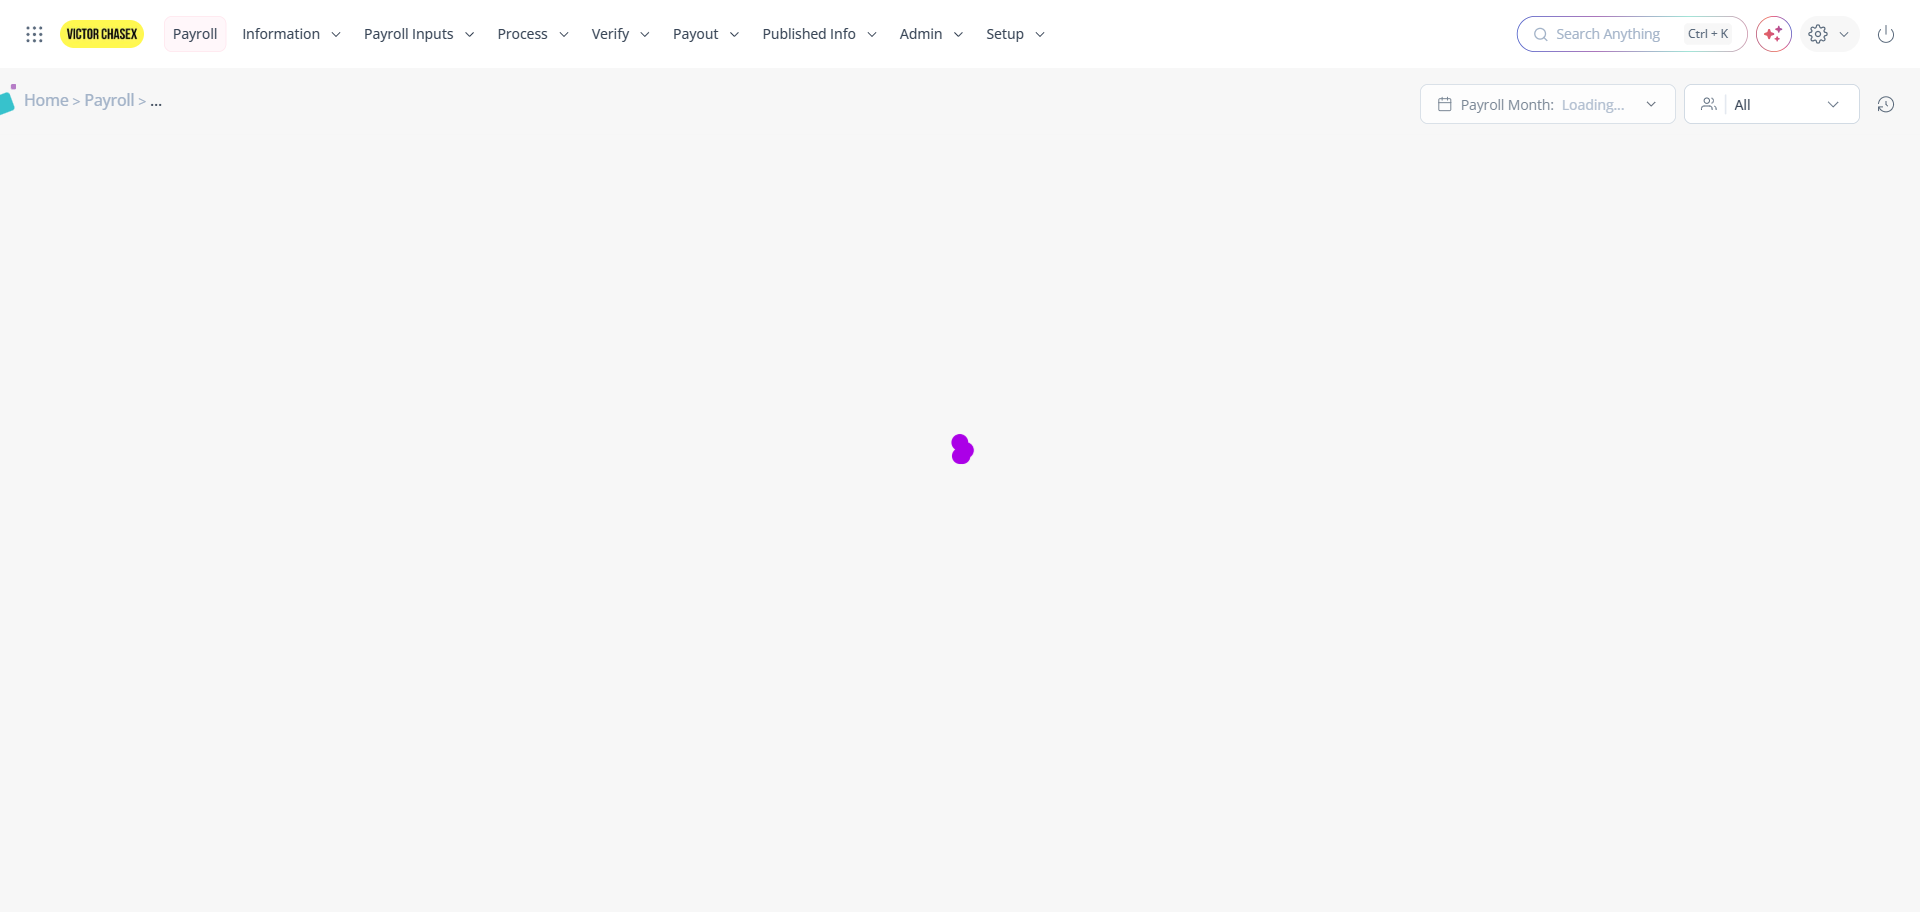 VICTOR CHASEX
Payroll
Information
Payroll Inputs
Process
Verify
Payout
Published Info
Admin
Setup
Search Anything
Ctrl + K
Home > Payroll > ...
Payroll Month: Loading...
All